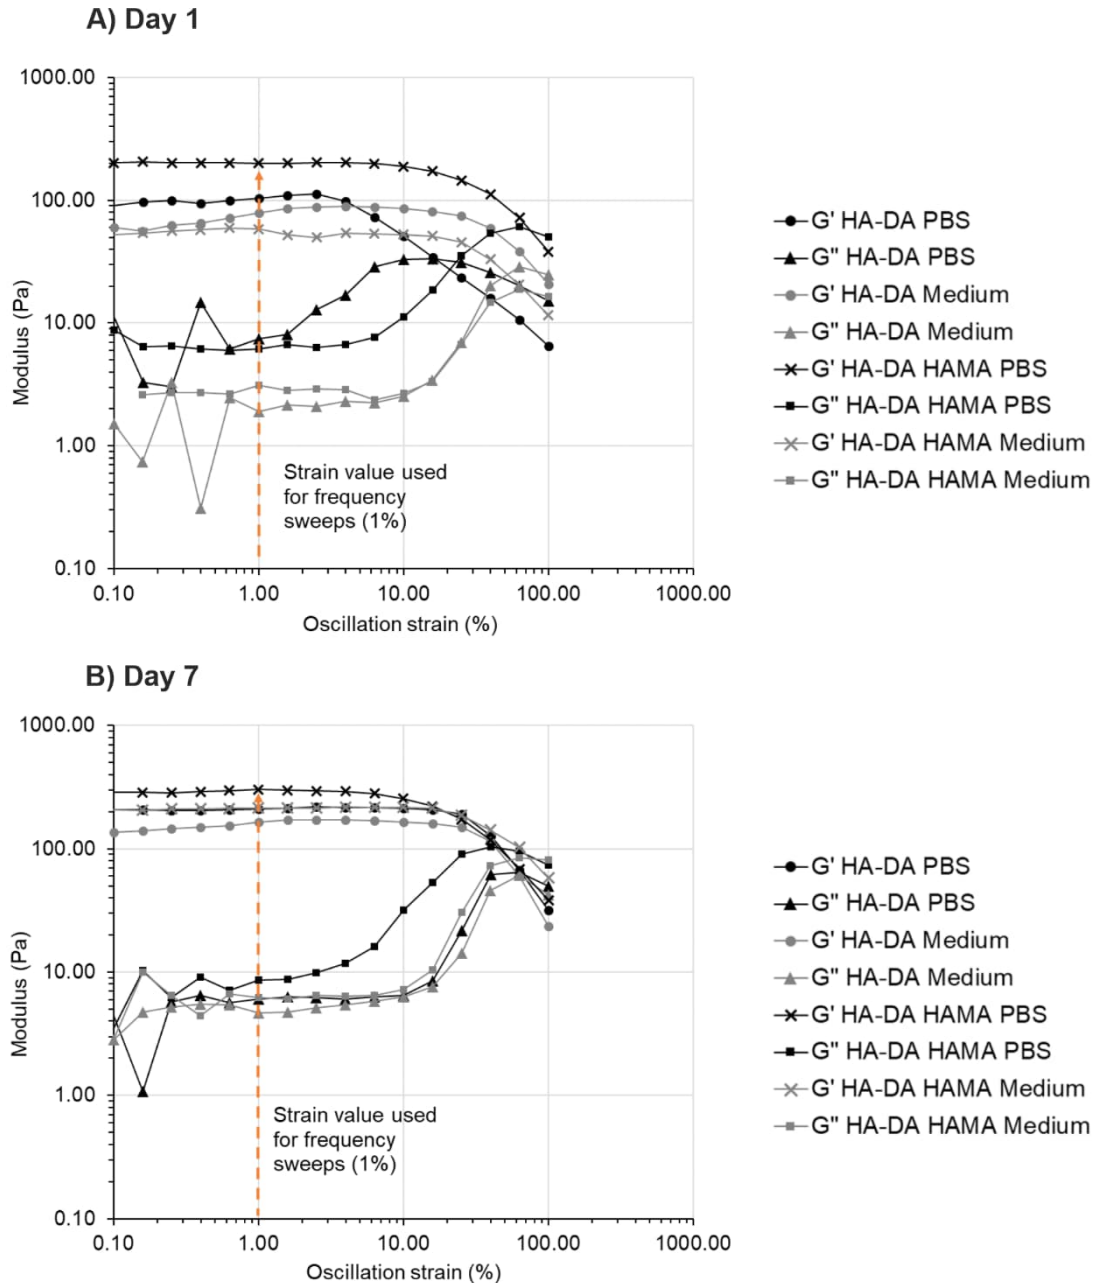 A) Day 1
1000.00
100.00
10.00
1.00
0.10
Modulus (Pa)
0.10 1.00 10.00 100.00 1000.00
Oscillation strain (%)
Strain value used
for frequency
sweeps (1%)
G' HA-DA PBS
G" HA-DA PBS
G' HA-DA Medium
G" HA-DA Medium
G' HA-DA HAMA PBS
G" HA-DA HAMA PBS
G' HA-DA HAMA Medium
G" HA-DA HAMA Medium
B) Day 7
1000.00
100.00
10.00
1.00
0.10
Modulus (Pa)
0.10 1.00 10.00 100.00 1000.00
Oscillation strain (%)
Strain value used
for frequency
sweeps (1%)
G' HA-DA PBS
G" HA-DA PBS
G' HA-DA Medium
G" HA-DA Medium
G' HA-DA HAMA PBS
G" HA-DA HAMA PBS
G' HA-DA HAMA Medium
G" HA-DA HAMA Medium